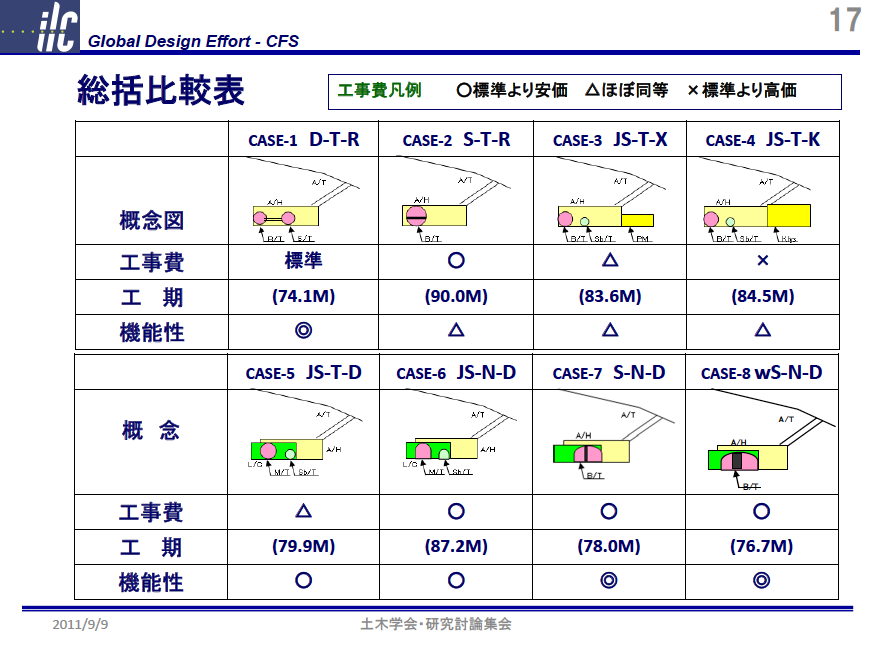 ilc
17
Global Design Effort - CFS
総括比較表
工事費凡例 ○標準より安価 △ほぼ同等 ×標準より高価
CASE-1 D-T-R CASE-2 S-T-R CASE-3 JS-T-X CASE-4 JS-T-K
概念図
A/T A/H B/T S/T
A/T A/H B/T
A/T A/H B/T Sb/T PM
A/T A/H B/T Sb/T Klys
工事費 標準 ○ △ ×
工 期 (74.1M) (90.0M) (83.6M) (84.5M)
機能性 ◎ △ △ △
CASE-5 JS-T-D CASE-6 JS-N-D CASE-7 S-N-D CASE-8 wS-N-D
概 念
A/T A/H L/C M/T Sb/T
A/T A/H L/C M/T Sb/T
A/T A/H B/T
A/T A/H B/T
工事費 △ ○ ○ ○
工 期 (79.9M) (87.2M) (78.0M) (76.7M)
機能性 ○ ○ ◎ ◎
2011/9/9 土木学会・研究討論集会